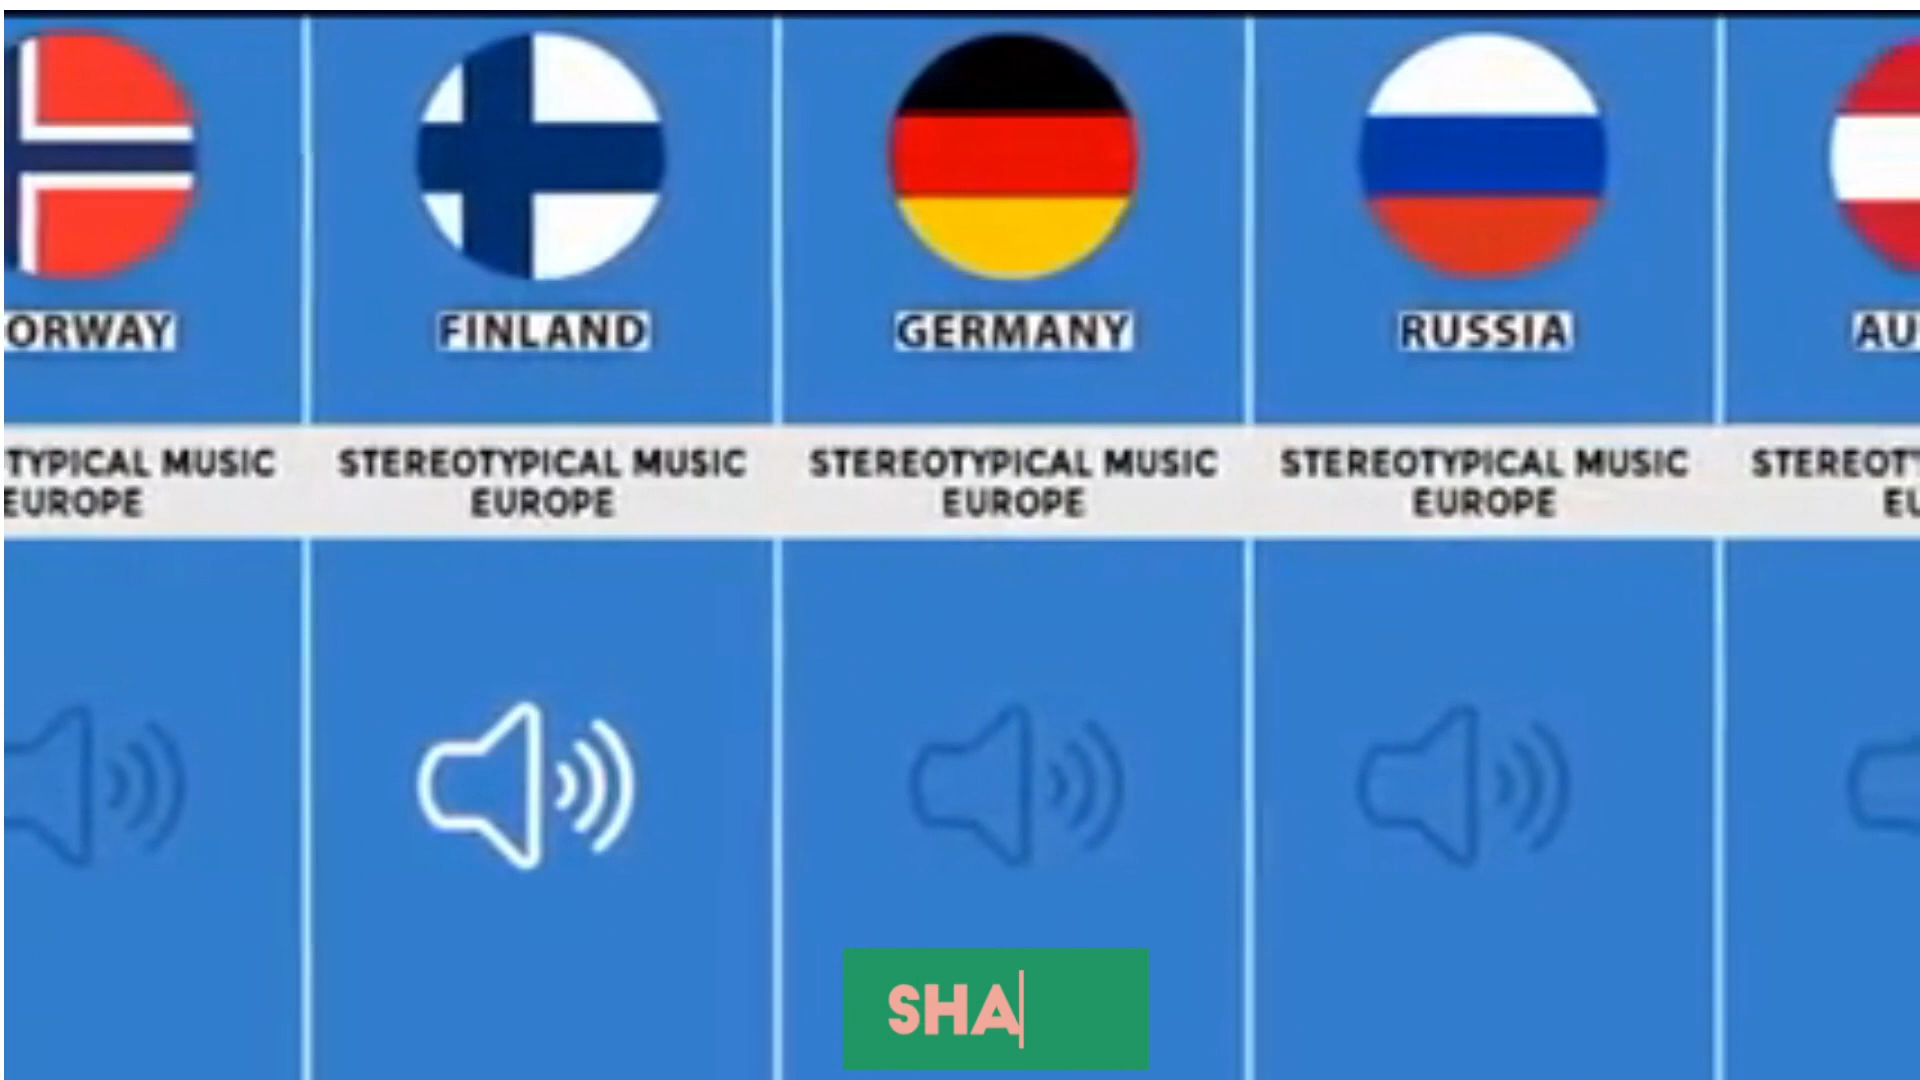 ORWAY
FINLAND
GERMANY
RUSSIA
AU
TYPICAL MUSIC
EUROPE
STEREOTYPICAL MUSIC
EUROPE
STEREOTYPICAL MUSIC
EUROPE
STEREOTYPICAL MUSIC
EUROPE
STEREOT
EU
SHA